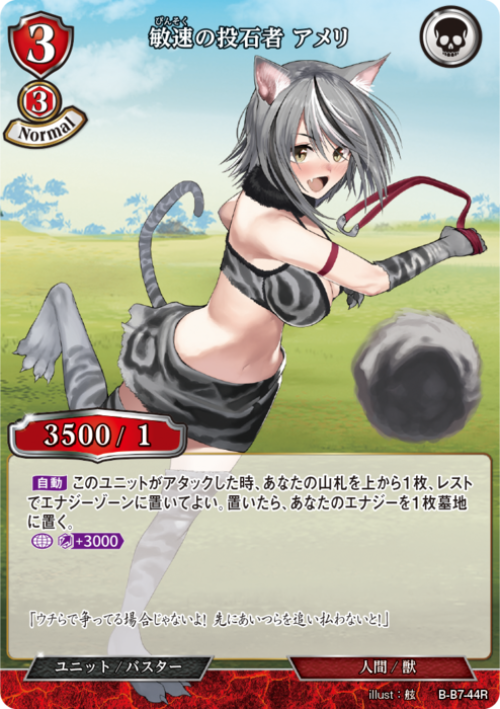 3
びんそく
敏速の投石者 アメリ
3
Normal
3500 / 1
自動 このユニットがアタックした時、あなたの山札を上から1枚、レスト
でエナジーゾーンに置いてよい。置いたら、あなたのエナジーを1枚墓地
に置く。
+3000
「ウチらで争ってる場合じゃないよ! 先にあいつらを追い払わないと!」
ユニット / バスター
人間 / 獣
illust : 舷
B-B7-44R